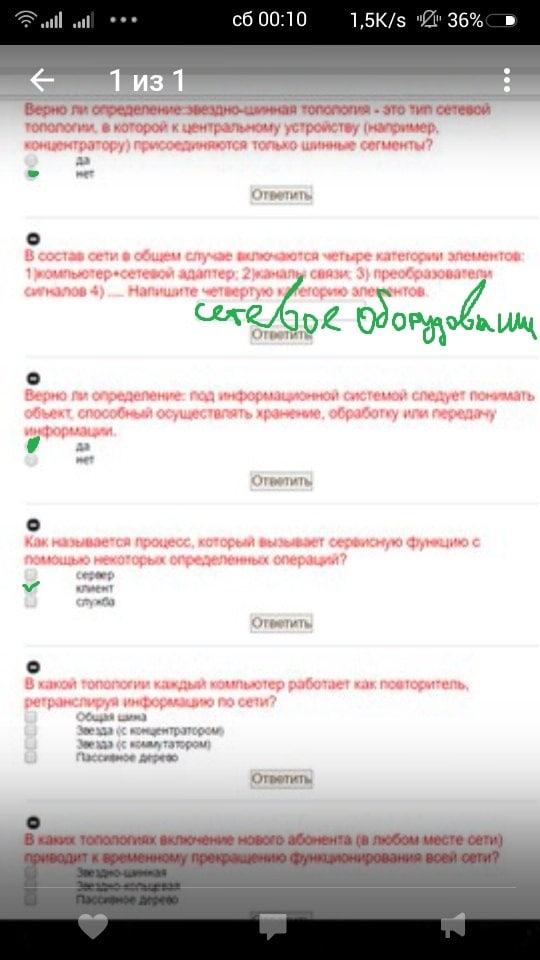 сб 00:10 1,5K/s 36%
1 из 1
Верно ли определение:звездно-шинная топология - это тип сетевой
топологии, в которой к центральному устройству (например,
концентратору) присоединяются только шинные сегменты?
да
нет
Ответить
В состав сети в общем случае включаются четыре категории элементов:
1)компьютер+сетевой адаптер; 2)каналы связи; 3) преобразователи
сигналов 4) .... Напишите четвертую категорию элементов.
сетевое оборудовани
Ответить
Верно ли определение: под информационной системой следует понимать
объект, способный осуществлять хранение, обработку или передачу
информации.
да
нет
Ответить
Как называется процесс, который вызывает сервисную функцию с
помощью некоторых определенных операций?
сервер
клиент
служба
Ответить
В какой топологии каждый компьютер работает как повторитель,
ретранслируя информацию по сети?
Общая шина
Звезда (с концентратором)
Звезда (с коммутатором)
Пассивное дерево
Ответить
В каких топологиях включение нового абонента (в любом месте сети)
приводит к временному прекращению функционирования всей сети?
Звездно-шинная
Звездно-кольцевая
Пассивное дерево